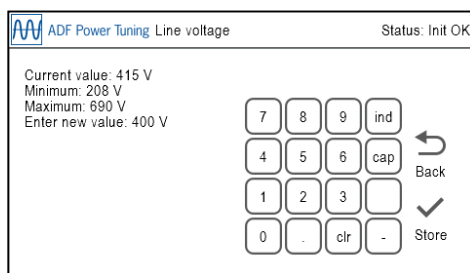 ADF Power Tuning Line voltage Status: Init OK
Current value: 415 V
Minimum: 208 V
Maximum: 690 V
Enter new value: 400 V
7 8 9 ind
4 5 6 cap
Back
1 2 3
0 . clr -
Store